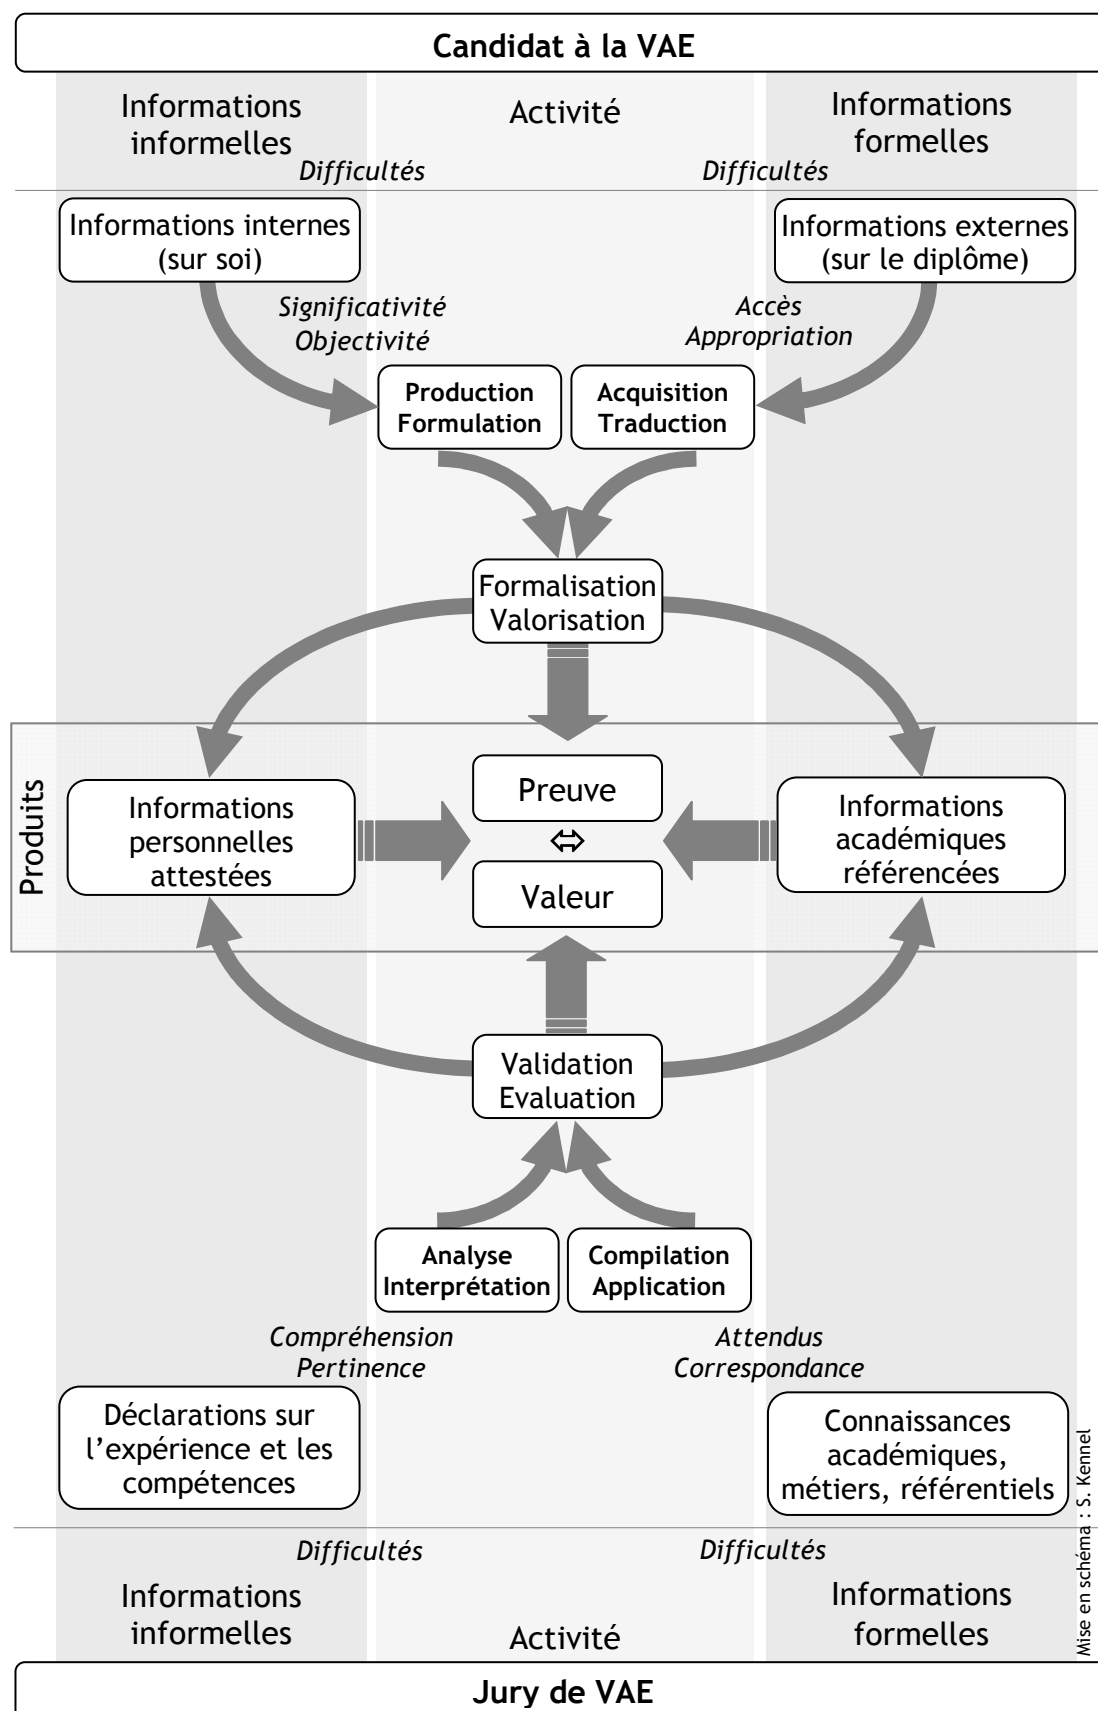 Candidat à la VAE
Informations
informelles
Activité
Informations
formelles
Difficultés
Difficultés
Informations internes
(sur soi)
Informations externes
(sur le diplôme)
Significativité
Objectivité
Accès
Appropriation
Production
Formulation
Acquisition
Traduction
Formalisation
Valorisation
Produits
Informations
personnelles
attestées
Preuve
Valeur
Informations
académiques
référencées
Validation
Evaluation
Analyse
Interprétation
Compilation
Application
Compréhension
Pertinence
Attendus
Correspondance
Déclarations sur
l’expérience et les
compétences
Connaissances
académiques,
métiers, référentiels
Mise en schéma : S. Kennel
Difficultés
Difficultés
Informations
informelles
Activité
Informations
formelles
Jury de VAE